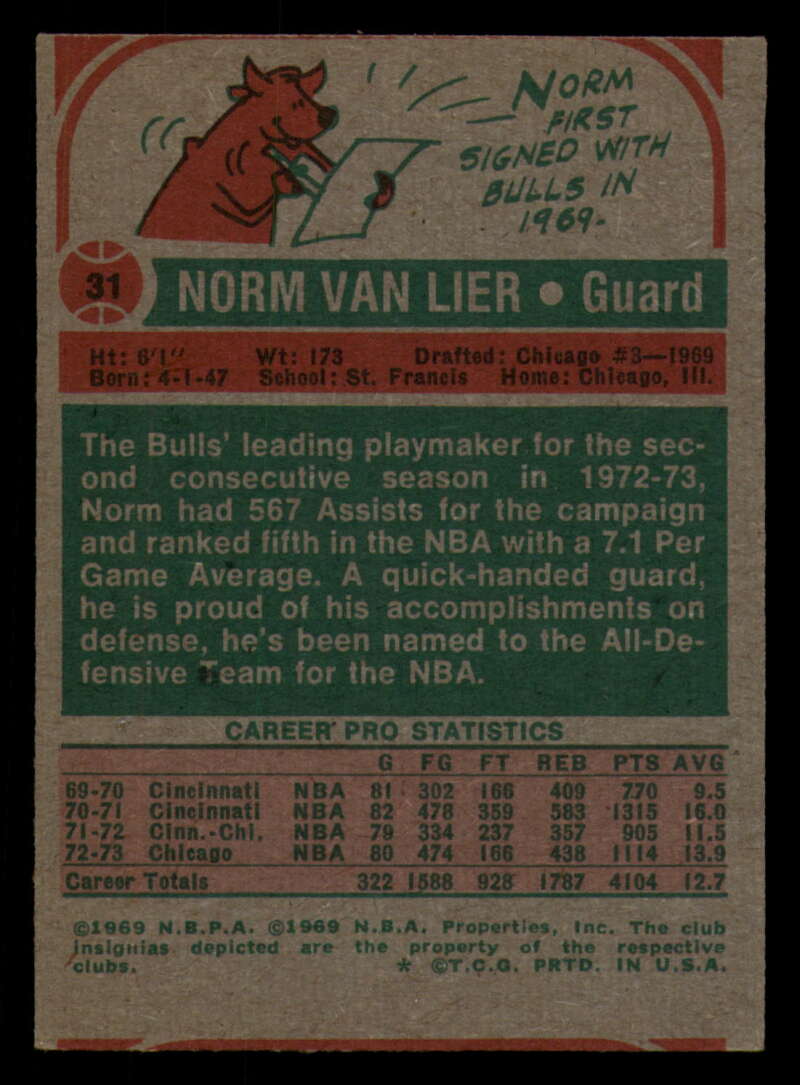 NORM
FIRST
SIGNED WITH
BULLS IN
1969.
31 NORM VAN LIER • Guard
Ht: 6'1" Wt: 173 Drafted: Chicago #3—1969
Born: 4-1-47 School: St. Francis Home: Chicago, Ill.
The Bulls' leading playmaker for the sec-
ond consecutive season in 1972-73,
Norm had 567 Assists for the campaign
and ranked fifth in the NBA with a 7.1 Per
Game Average. A quick-handed guard,
he is proud of his accomplishments on
defense, he's been named to the All-De-
fensive Team for the NBA.
CAREER PRO STATISTICS
G FG FT REB PTS AVG
69-70 Cincinnati NBA 81 302 166 409 770 9.5
70-71 Cincinnati NBA 82 478 359 583 1315 16.0
71-72 Cinn.-Chi. NBA 79 334 237 357 905 11.5
72-73 Chicago NBA 80 474 166 438 1114 13.9
Career Totals 322 1588 928 1787 4104 12.7
©1969 N.B.P.A. ©1969 N.B.A. Properties, Inc. The club
insignias depicted are the property of the respective
clubs. * ©T.C.G. PRTD. IN U.S.A.